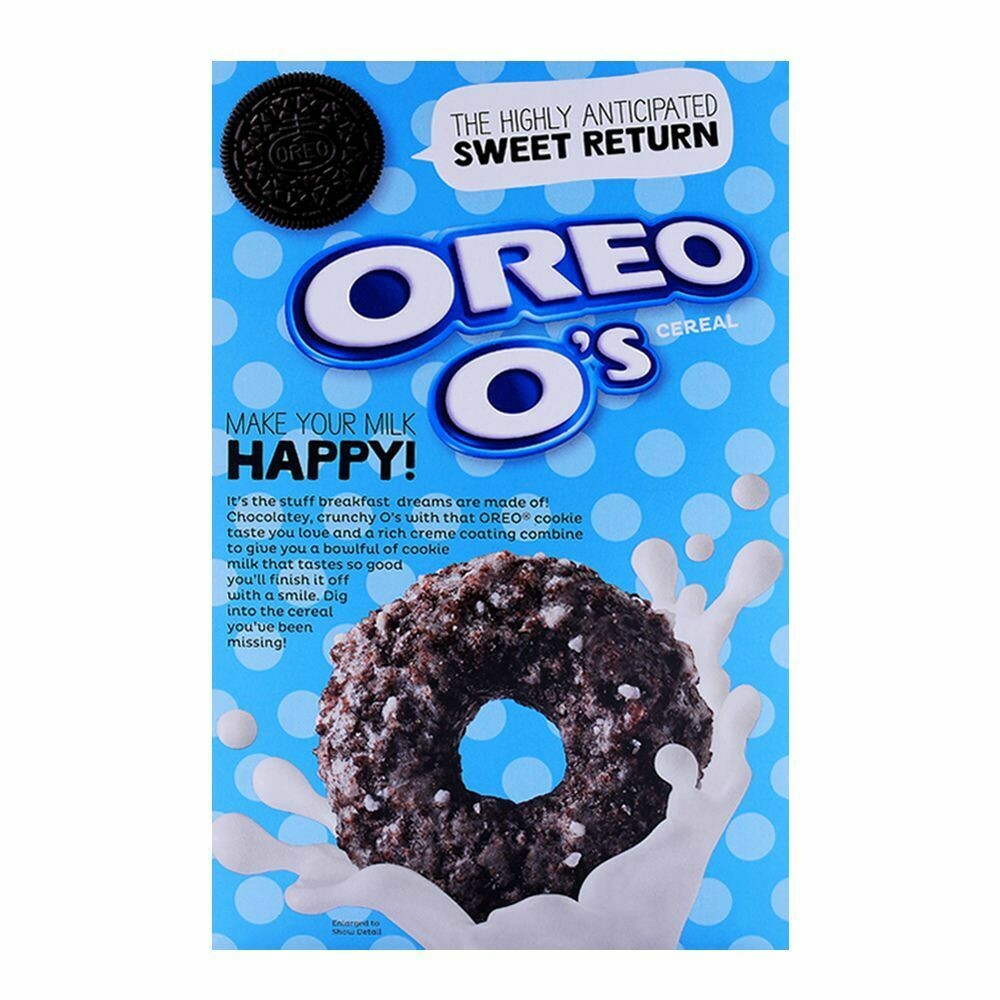 OREO
THE HIGHLY ANTICIPATED
SWEET RETURN
OREO
O'S
CEREAL
MAKE YOUR MILK
HAPPY!
It's the stuff breakfast dreams are made of!
Chocolatey, crunchy O's with that OREO® cookie
taste you love and a rich creme coating combine
to give you a bowlful of cookie
milk that tastes so good
you'll finish it off
with a smile. Dig
into the cereal
you've been
missing!
Enlarged to
Show Detail